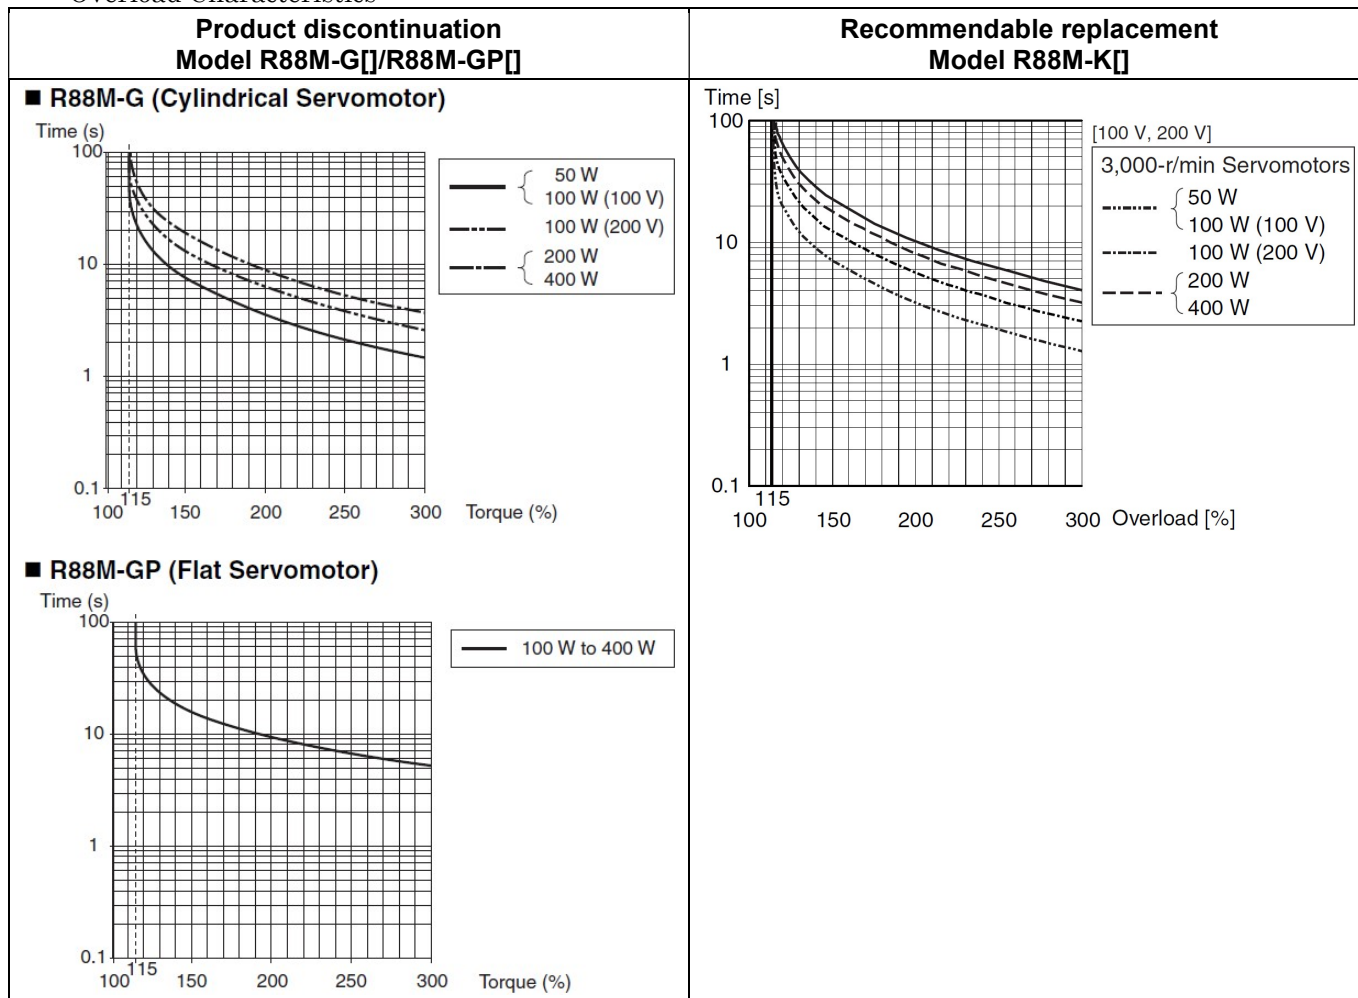 Overload Characteristics
Product discontinuation
Model R88M-G[]/R88M-GP[]
Recommendable replacement
Model R88M-K[]
■ R88M-G (Cylindrical Servomotor)
Time (s)
100
10
1
0.1
115
100 150 200 250 300 Torque (%)
50 W
100 W (100 V)
100 W (200 V)
200 W
400 W
■ R88M-GP (Flat Servomotor)
Time (s)
100
10
1
0.1
115
100 150 200 250 300 Torque (%)
100 W to 400 W
Time [s]
100
10
1
0.1
115
100 150 200 250 300 Overload [%]
[100 V, 200 V]
3,000-r/min Servomotors
50 W
100 W (100 V)
100 W (200 V)
200 W
400 W